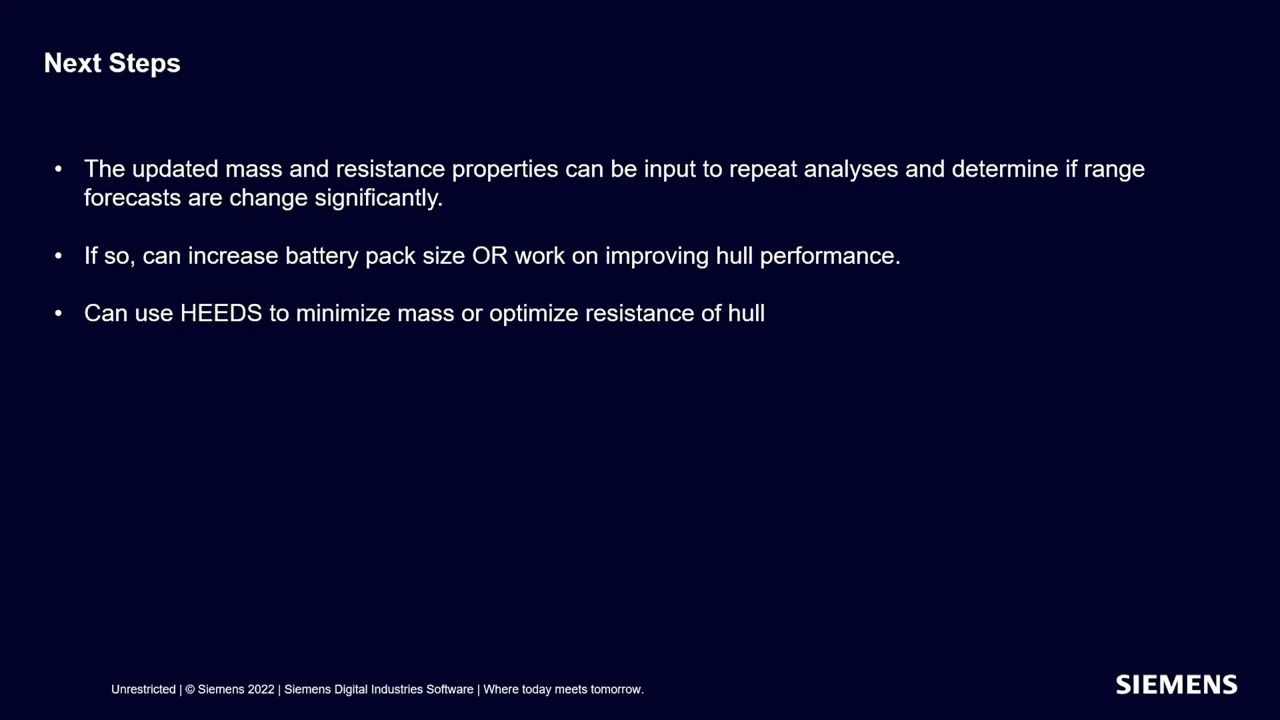 Next Steps
• The updated mass and resistance properties can be input to repeat analyses and determine if range
forecasts are change significantly.
• If so, can increase battery pack size OR work on improving hull performance.
• Can use HEEDS to minimize mass or optimize resistance of hull
Unrestricted | © Siemens 2022 | Siemens Digital Industries Software | Where today meets tomorrow.
SIEMENS